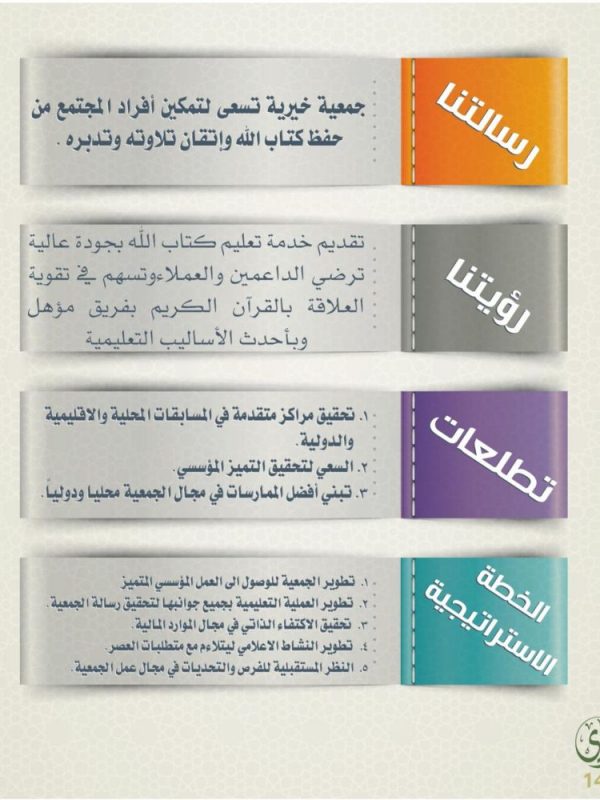 رسالتنا
جمعية خيرية تسعى لتمكين أفراد المجتمع من
حفظ كتاب الله وإتقان تلاوته وتدبره .
رؤيتنا
تقديم خدمة تعليم كتاب الله بجودة عالية
ترضي الداعمين والعملاءوتسهم في تقوية
العلاقة بالقرآن الكريم بفريق مؤهل
وبأحدث الأساليب التعليمية
تطلعات
١. تحقيق مراكز متقدمة في المسابقات المحلية والاقليمية
والدولية.
٢. السعي لتحقيق التميز المؤسسي.
٣. تبني أفضل الممارسات في مجال الجمعية محليا ودولياً.
الخطة
الاستراتيجية
١. تطوير الجمعية للوصول الى العمل المؤسسي المتميز
٢. تطوير العملية التعليمية بجميع جوانبها لتحقيق رسالة الجمعية.
٣. تحقيق الاكتفاء الذاتي في مجال الموارد المالية.
٤. تطوير النشاط الاعلامي ليتلاءم مع متطلبات العصر.
٥. النظر المستقبلية للفرص والتحديات في مجال عمل الجمعية.
14